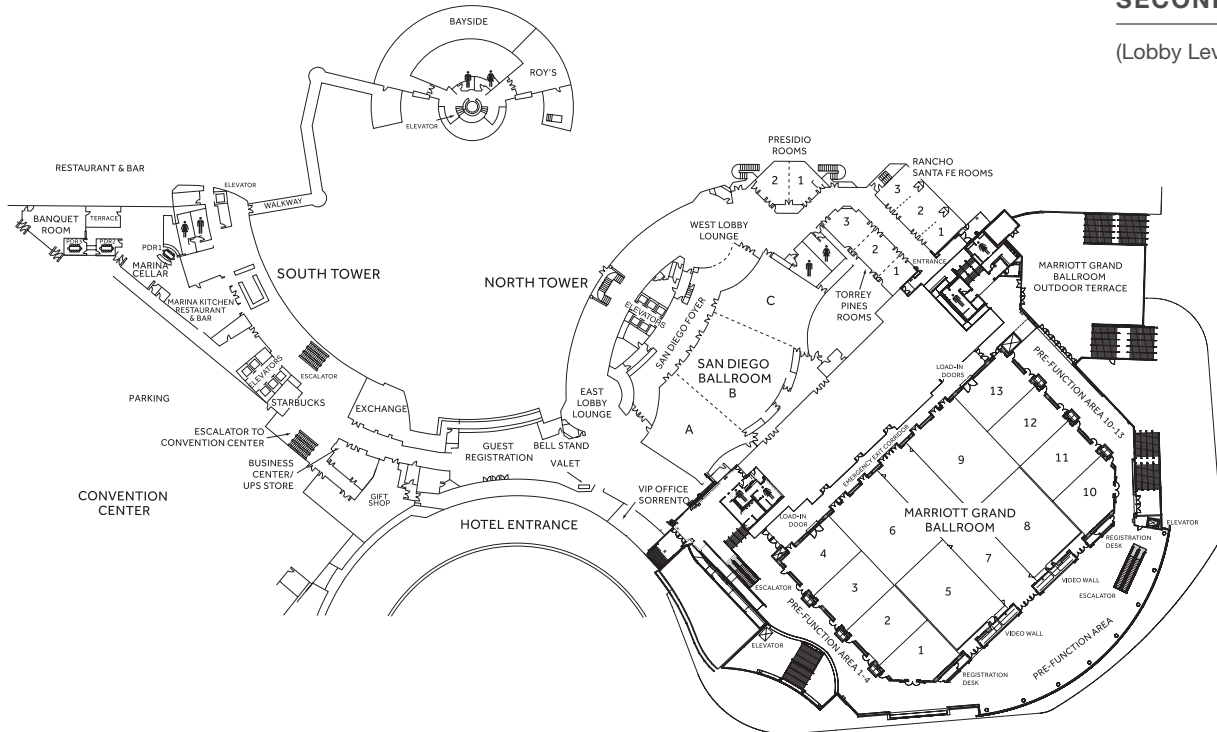 SECON
(Lobby Lev
BAYSIDE
ROY'S
ELEVATOR
RESTAURANT & BAR
ELEVATOR
WALKWAY
BANQUET
ROOM
TERRACE
PDR3
PDR2
PDR1
MARINA
CELLAR
MARINA KITCHEN
RESTAURANT
& BAR
SOUTH TOWER
ELEVATORS
ESCALATOR
STARBUCKS
PARKING
EXCHANGE
ESCALATOR TO
CONVENTION CENTER
BUSINESS
CENTER/
UPS STORE
GIFT
SHOP
GUEST
REGISTRATION
BELL STAND
VALET
CONVENTION
CENTER
HOTEL ENTRANCE
VIP OFFICE
SORRENTO
NORTH TOWER
PRESIDIO
ROOMS
2
1
RANCHO
SANTA FE ROOMS
3
2
1
WEST LOBBY
LOUNGE
3
2
1
TORREY
PINES
ROOMS
ENTRANCE
ELEVATORS
SAN DIEGO FOYER
C
SAN DIEGO
BALLROOM
B
A
EAST
LOBBY
LOUNGE
MARRIOTT GRAND
BALLROOM
OUTDOOR TERRACE
LOAD-IN
DOORS
PRE-FUNCTION AREA 10-13
13
12
11
10
9
8
EMERGENCY EXIT CORRIDOR
MARRIOTT GRAND
BALLROOM
LOAD-IN
DOOR
6
7
4
3
5
2
1
ELEVATOR
REGISTRATION
DESK
VIDEO WALL
ESCALATOR
ESCALATOR
VIDEO WALL
PRE-FUNCTION AREA 1-4
PRE-FUNCTION AREA
ELEVATOR
REGISTRATION
DESK